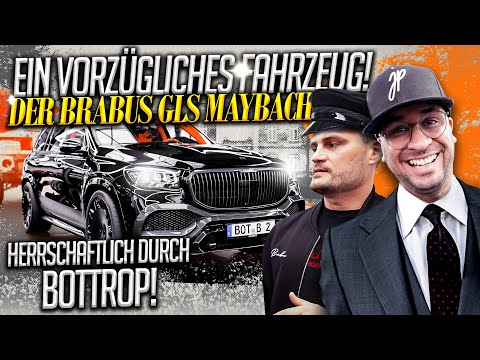 EIN VORZÜGLICHES FAHRZEUG!
DER BRABUS GLS MAYBACH
jp
BOT B 2
HERRSCHAFTLICH DURCH
BOTTROP!